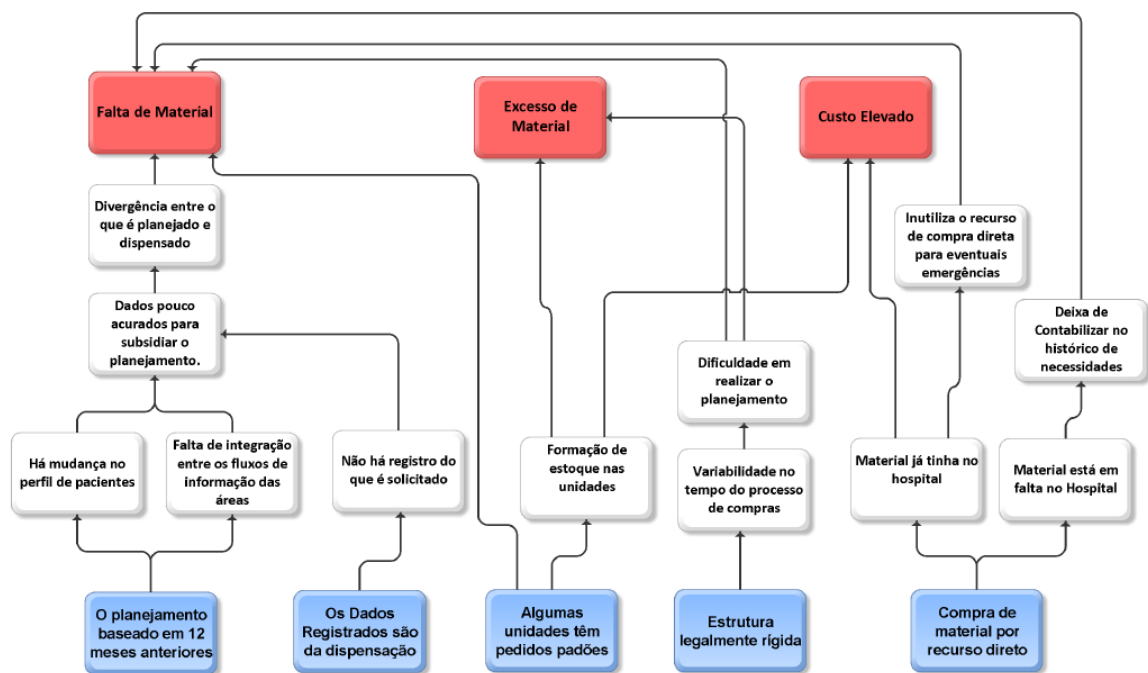 Falta de Material
Excesso de
Material
Custo Elevado
Divergência entre o
que é planejado e
dispensado
Inutiliza o recurso
de compra direta
para eventuais
emergências
Dados pouco
acurados para
subsidiar o
planejamento.
Deixa de
Contabilizar no
histórico de
necessidades
Dificuldade em
realizar o
planejamento
Há mudança no
perfil de pacientes
Falta de integração
entre os fluxos de
informação das
áreas
Não há registro do
que é solicitado
Formação de
estoque nas
unidades
Variabilidade no
tempo do processo
de compras
Material já tinha no
hospital
Material está em
falta no Hospital
O planejamento
baseado em 12
meses anteriores
Os Dados
Registrados são
da dispensação
Algumas
unidades têm
pedidos padões
Estrutura
legalmente rígida
Compra de
material por
recurso direto